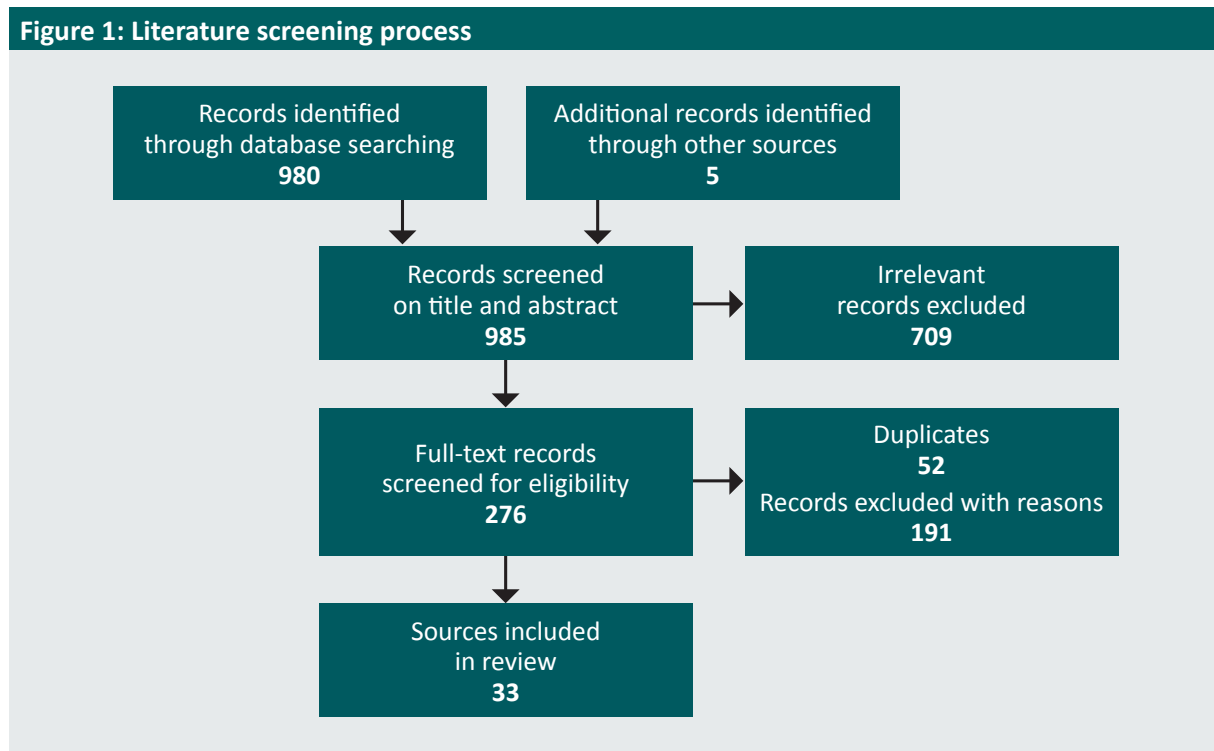 Figure 1: Literature screening process
Records identified
through database searching
980
Additional records identified
through other sources
5
Records screened
on title and abstract
985
Irrelevant
records excluded
709
Full-text records
screened for eligibility
276
Duplicates
52
Records excluded with reasons
191
Sources included
in review
33